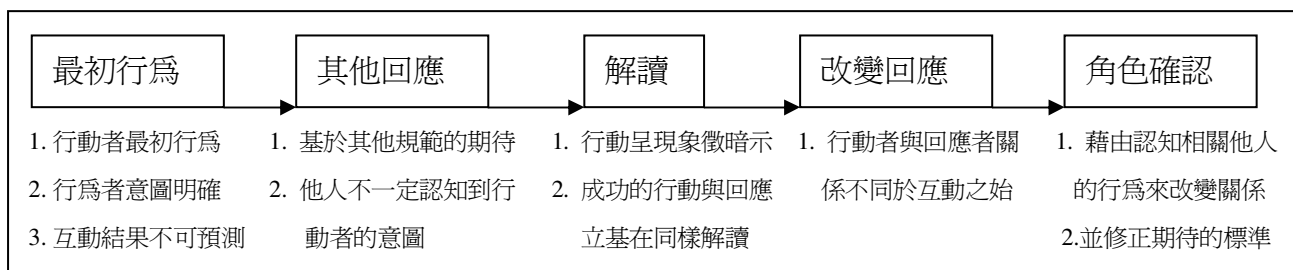 最初行為
其他回應
解讀
改變回應
角色確認
1. 行動者最初行為
2. 行為者意圖明確
3. 互動結果不可預測
1. 基於其他規範的期待
2. 他人不一定認知到行
動者的意圖
1. 行動呈現象徵暗示
2. 成功的行動與回應
立基在同樣解讀
1. 行動者與回應者關
係不同於互動之始
1. 藉由認知相關他人
的行為來改變關係
2.並修正期待的標準